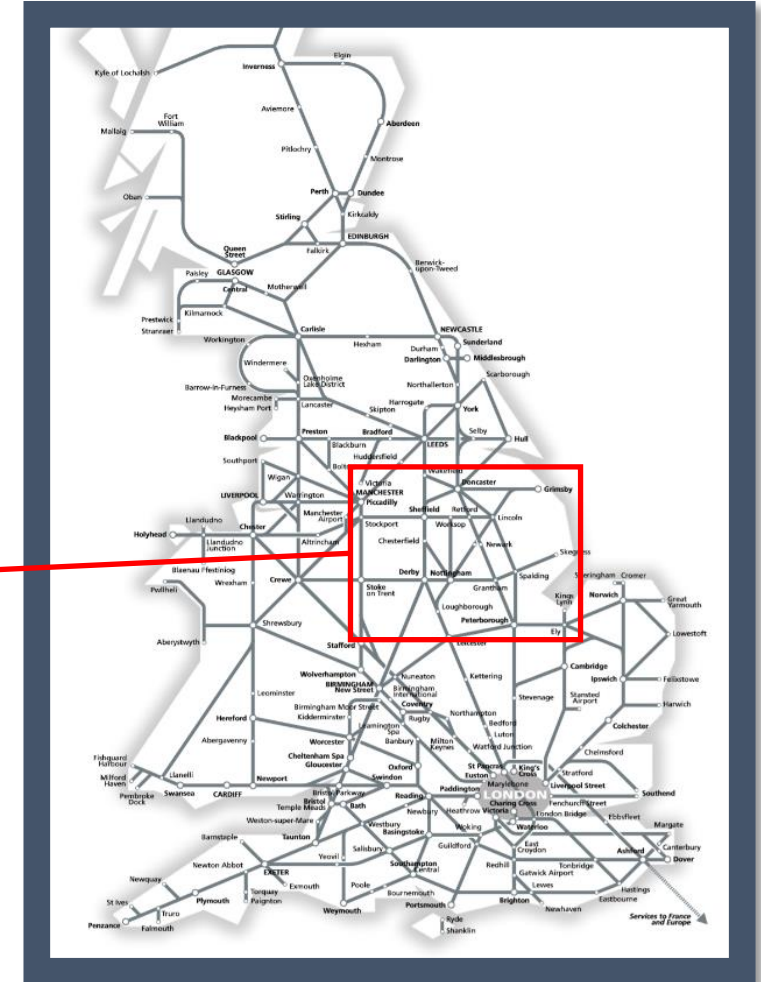 Elgin
Inverness
Kyle of Lochalsh
Aviemore
Fort
William
Mallaig
Aberdeen
Pitlochry
Montrose
Perth
Dundee
Oban
Stirling
Kirkcaldy
EDINBURGH
Queen
Street
Falkirk
Berwick-
upon-Tweed
Paisley
GLASGOW
Central
Motherwell
Kilmarnock
Prestwick
Stranraer
Carlisle
NEWCASTLE
Workington
Hexham
Sunderland
Durham
Darlington
Middlesbrough
Windermere
Scarborough
Oxenholme
Lake District
Northallerton
Barrow-in-Furness
Morecambe
Heysham Port
Lancaster
Harrogate
York
Skipton
Blackpool
Preston
Bradford
Selby
Hull
Blackburn
LEEDS
Huddersfield
Southport
Wakefield
Wigan
Victoria
Doncaster
Grimsby
LIVERPOOL
Warrington
MANCHESTER
Piccadilly
Manchester
Airport
Sheffield
Retford
Lincoln
Llandudno
Stockport
Worksop
Holyhead
Chester
Llandudno
Junction
Altrincham
Chesterfield
Newark
Skegness
Blaenau Ffestiniog
Derby
Nottingham
Spalding
Wrexham
Crewe
Stoke
on Trent
Grantham
Sheringham
Cromer
Pwllheli
Kings
Lynn
Norwich
Great
Yarmouth
Loughborough
Peterborough
Shrewsbury
Ely
Lowestoft
Aberystwyth
Stafford
Leicester
Wolverhampton
Nuneaton
Kettering
Cambridge
BIRMINGHAM
New Street
Birmingham
International
Ipswich
Felixstowe
Leominster
Stevenage
Stansted
Airport
Birmingham Moor Street
Coventry
Harwich
Kidderminster
Rugby
Northampton
Hereford
Leamington
Spa
Bedford
Colchester
Worcester
Banbury
Milton
Keynes
Luton
Abergavenny
Watford Junction
Chelmsford
Cheltenham Spa
Gloucester
Oxford
St Pancras
Euston
King's
Cross
Fishguard
Harbour
Llanelli
Swindon
Stratford
Milford
Haven
Newport
Marylebone
Liverpool Street
Pembroke
Dock
Swansea
CARDIFF
Bristol Parkway
Reading
Paddington
LONDON
Southend
Bristol
Temple Meads
Bath
Heathrow
Victoria
Charing Cross
Fenchurch Street
Newbury
London Bridge
Ebbsfleet
Weston-super-Mare
Westbury
Basingstoke
Woking
Waterloo
Margate
Barnstaple
Taunton
Salisbury
Guildford
East
Croydon
Canterbury
Yeovil
Tonbridge
Ashford
Dover
Newton Abbot
Southampton
Central
Redhill
Gatwick Airport
EXETER
Newquay
Exmouth
Poole
Bournemouth
Lewes
Hastings
Torquay
Paignton
Eastbourne
St Ives
Plymouth
Weymouth
Portsmouth
Brighton
Newhaven
Truro
Services to France
and Europe
Penzance
Falmouth
Ryde
Shanklin